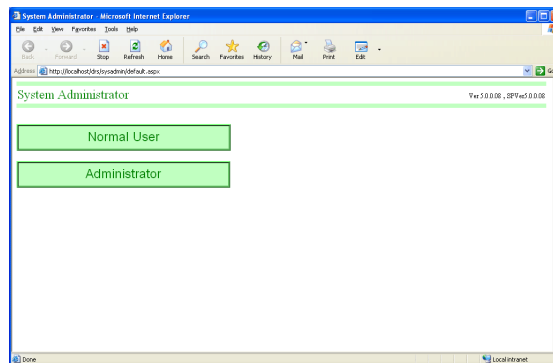 System Administrator - Microsoft Internet Explorer
File Edit View Favorites Tools Help
Back Forward Stop Refresh Home Search Favorites History Mail Print Edit
Address http://localhost/drs/sysadmin/default.aspx Go
System Administrator Ver 5.0.0.08 , SPVer5.0.0.08
Normal User
Administrator
Done Local intranet